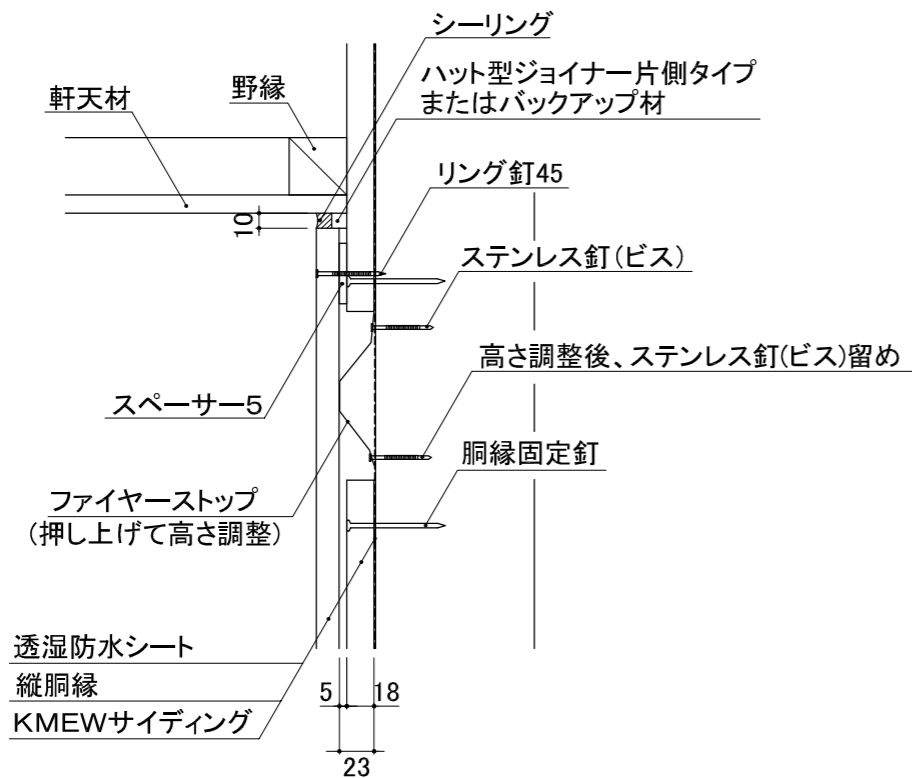 シーリング
ハット型ジョイナー片側タイプ
またはバックアップ材
軒天材
野縁
リング釘45
10
ステンレス釘(ビス)
高さ調整後、ステンレス釘(ビス)留め
スペーサー5
胴縁固定釘
ファイヤーストップ
(押し上げて高さ調整)
透湿防水シート
縦胴縁
KMEWサイディング
5
18
23